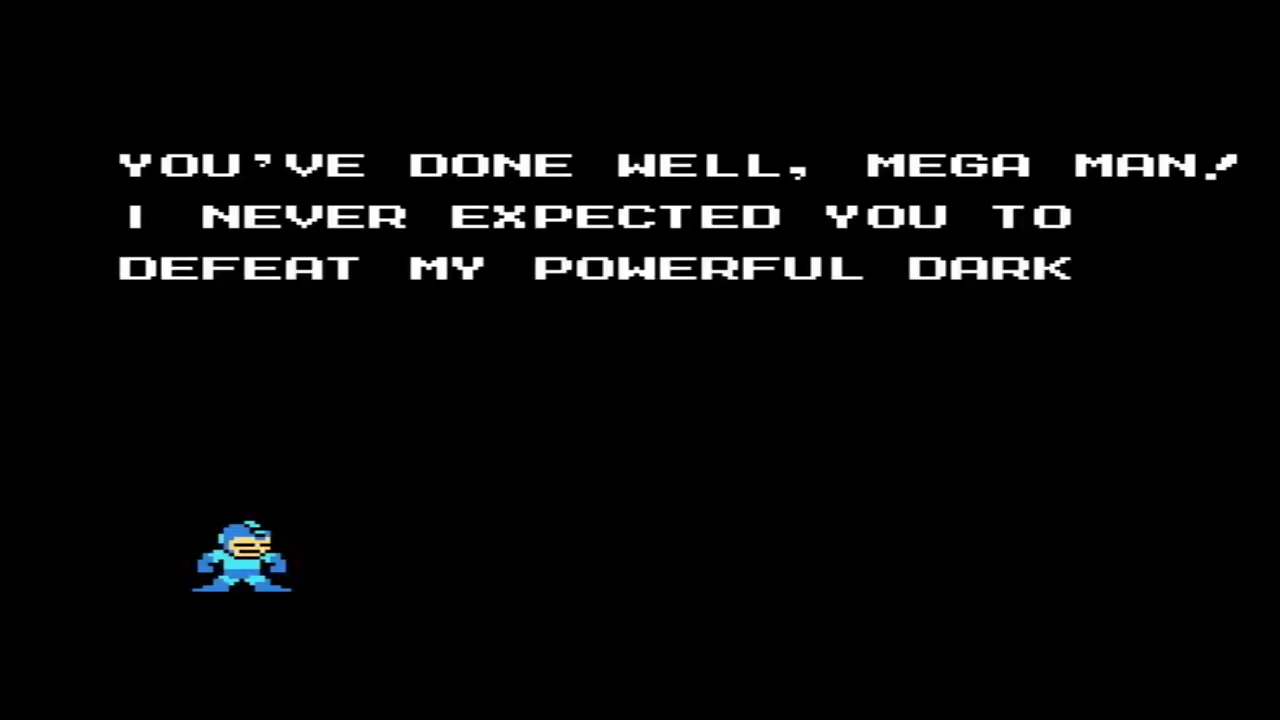 YOU'VE DONE WELL, MEGA MAN!
I NEVER EXPECTED YOU TO
DEFEAT MY POWERFUL DARK